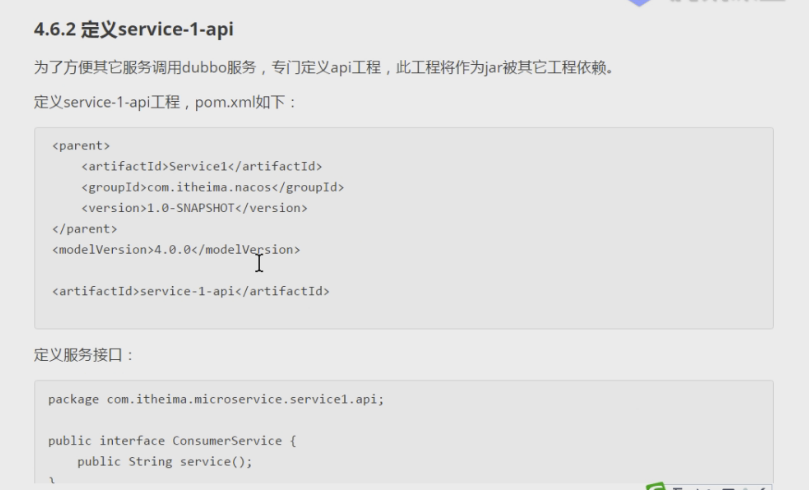 4.6.2 定义service-1-api
为了方便其它服务调用dubbo服务，专门定义api工程，此工程将作为jar被其它工程依赖。
定义service-1-api工程，pom.xml如下：
<parent>
    <artifactId>Service1</artifactId>
    <groupId>com.itheima.nacos</groupId>
    <version>1.0-SNAPSHOT</version>
</parent>
<modelVersion>4.0.0</modelVersion>
<artifactId>service-1-api</artifactId>
定义服务接口：
package com.itheima.microservice.service1.api;
public interface ConsumerService {
    public String service();
}